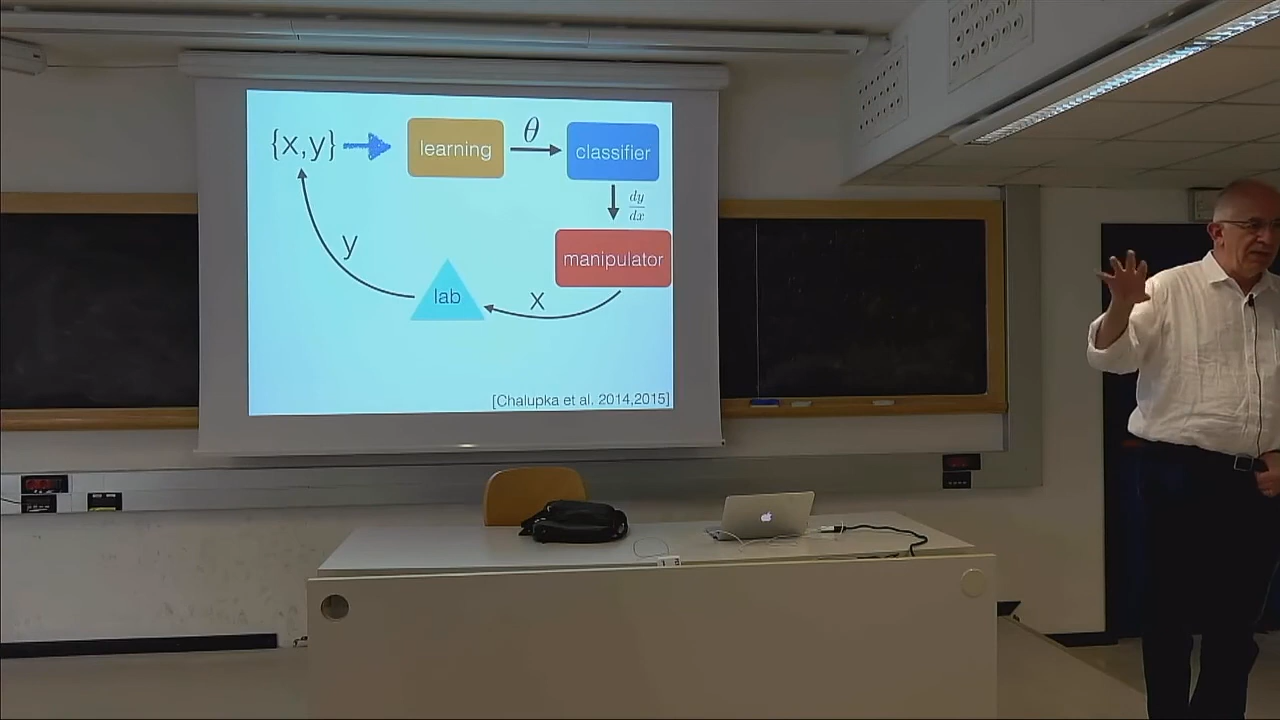 {x,y}
learning
θ
classifier
dy
dx
manipulator
x
lab
y
[Chalupka et al. 2014,2015]